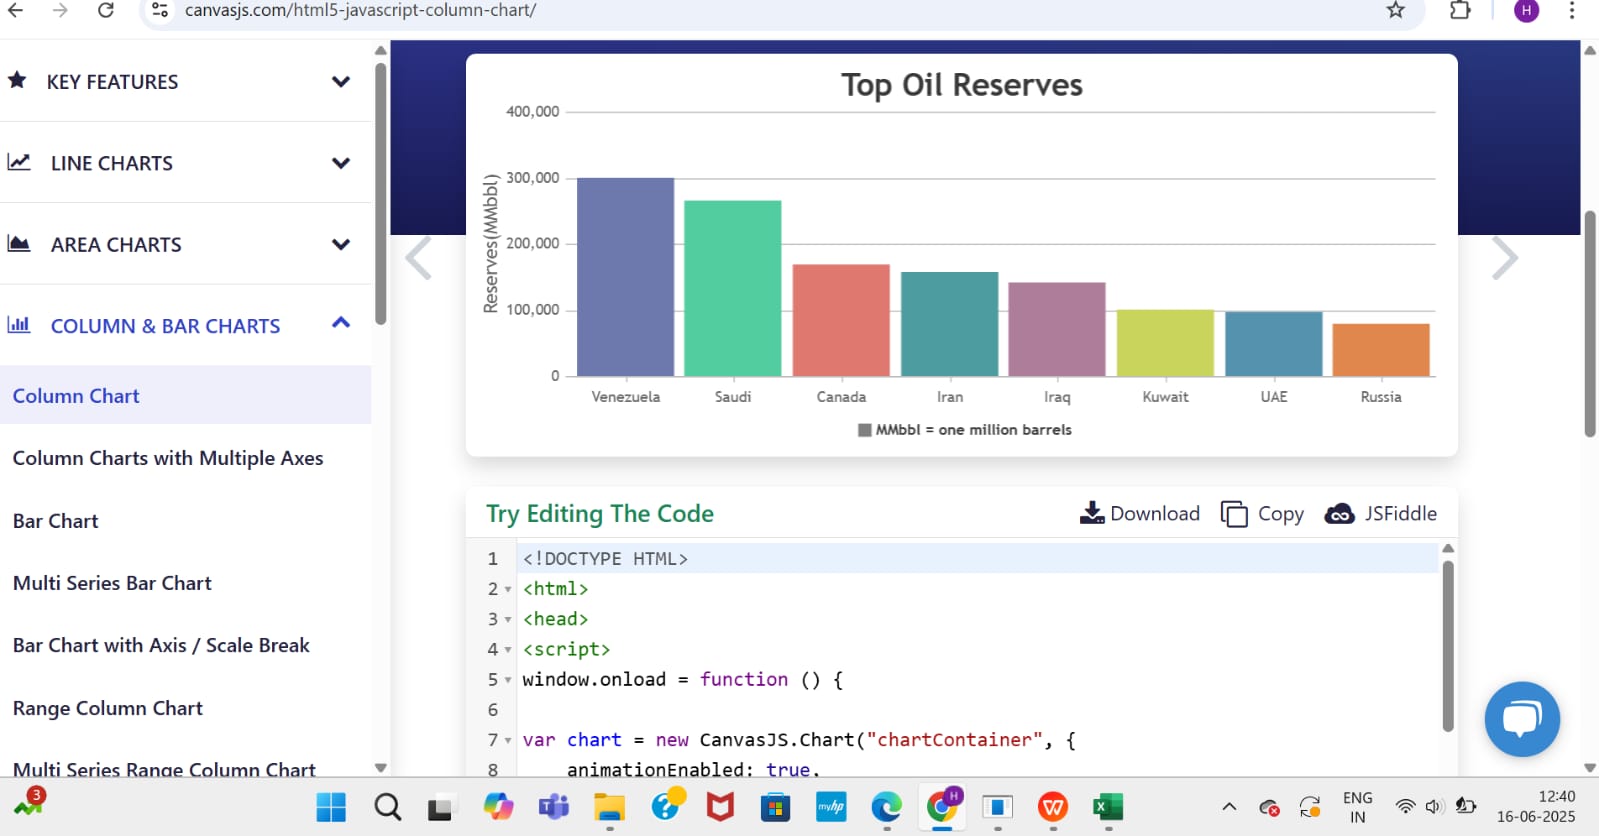 canvasjs.com/html5-javascript-column-chart/
H
KEY FEATURES
LINE CHARTS
AREA CHARTS
COLUMN & BAR CHARTS
Column Chart
Column Charts with Multiple Axes
Bar Chart
Multi Series Bar Chart
Bar Chart with Axis / Scale Break
Range Column Chart
Multi Series Range Column Chart
Top Oil Reserves
Reserves(MMbbl)
400,000
300,000
200,000
100,000
0
Venezuela Saudi Canada Iran Iraq Kuwait UAE Russia
MMbbl = one million barrels
Try Editing The Code
Download Copy JSFiddle
1 <!DOCTYPE HTML>
2 <html>
3 <head>
4 <script>
5 window.onload = function () {
6
7 var chart = new CanvasJS.Chart("chartContainer", {
8 animationEnabled: true,
3
myhp
H
ENG
IN
12:40
16-06-2025